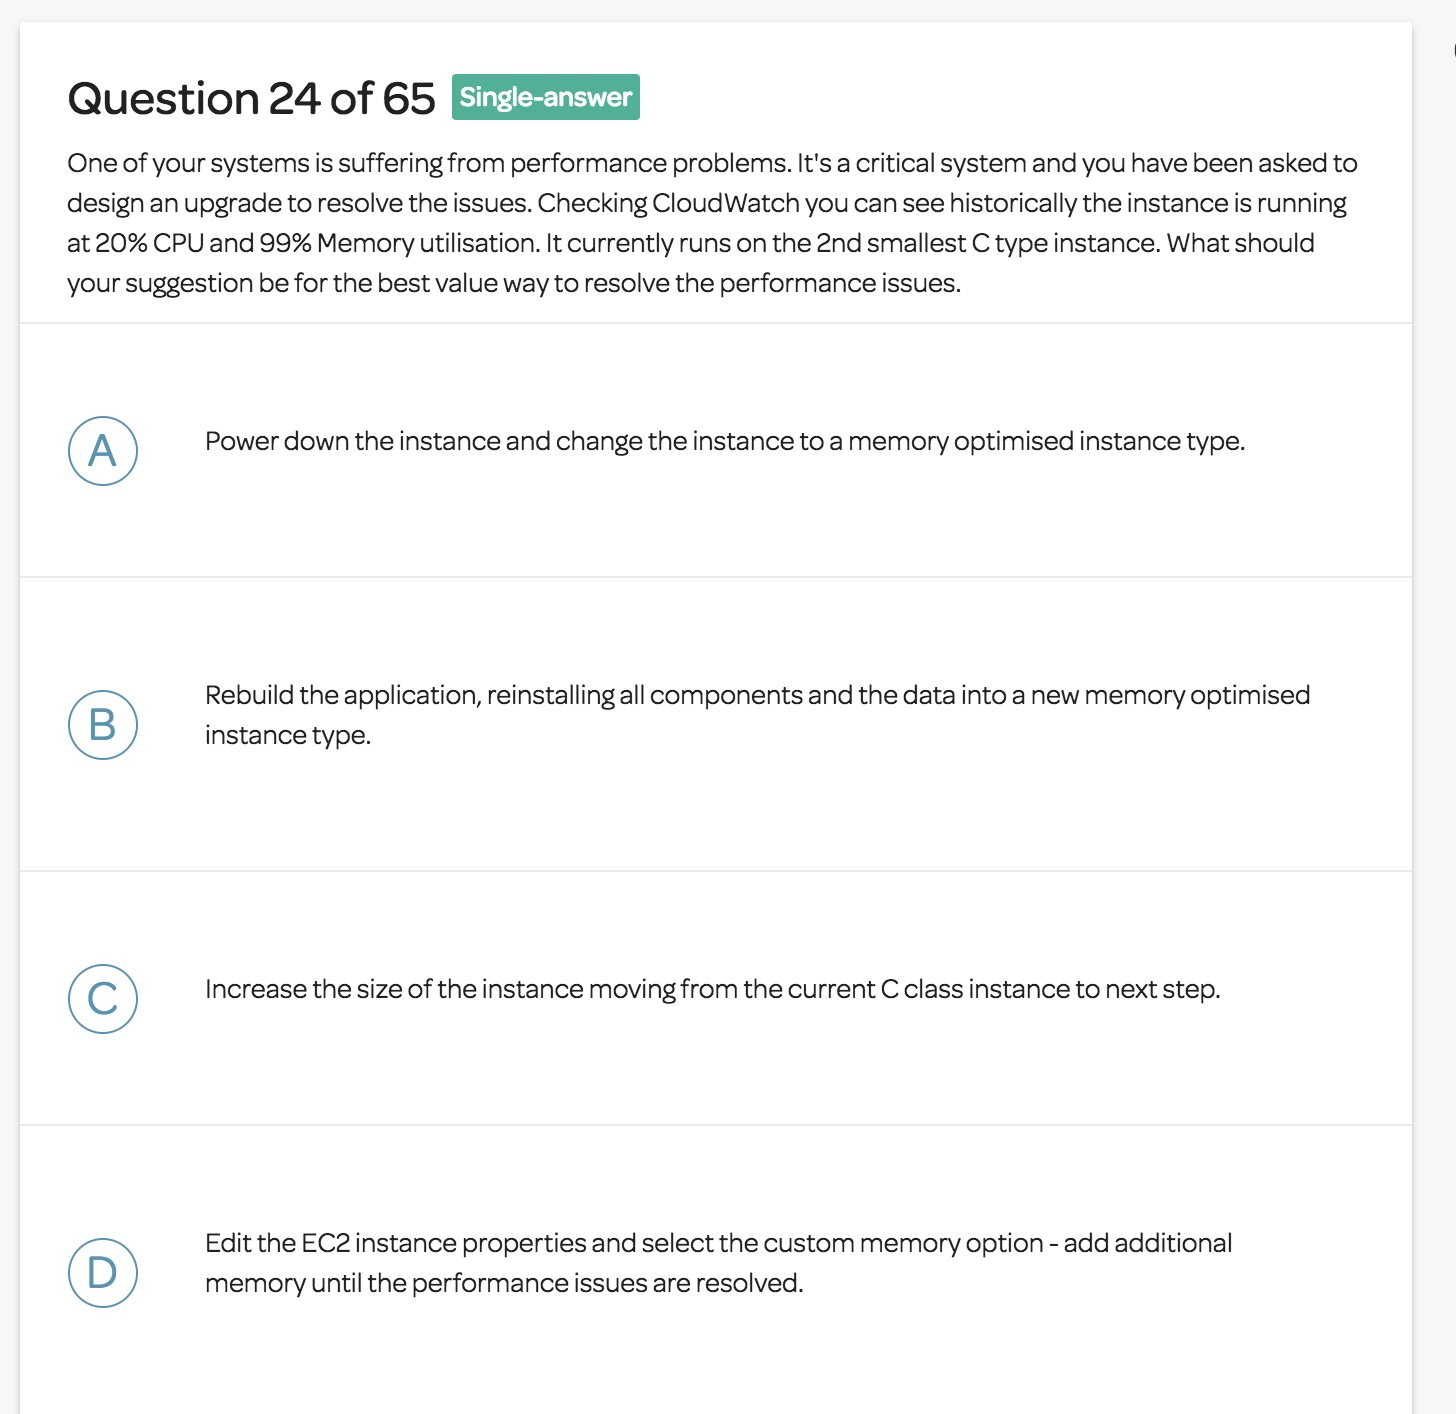 Question 24 of 65 Single-answer
One of your systems is suffering from performance problems. It's a critical system and you have been asked to
design an upgrade to resolve the issues. Checking CloudWatch you can see historically the instance is running
at 20% CPU and 99% Memory utilisation. It currently runs on the 2nd smallest C type instance. What should
your suggestion be for the best value way to resolve the performance issues.
A Power down the instance and change the instance to a memory optimised instance type.
B Rebuild the application, reinstalling all components and the data into a new memory optimised
instance type.
C Increase the size of the instance moving from the current C class instance to next step.
D Edit the EC2 instance properties and select the custom memory option - add additional
memory until the performance issues are resolved.